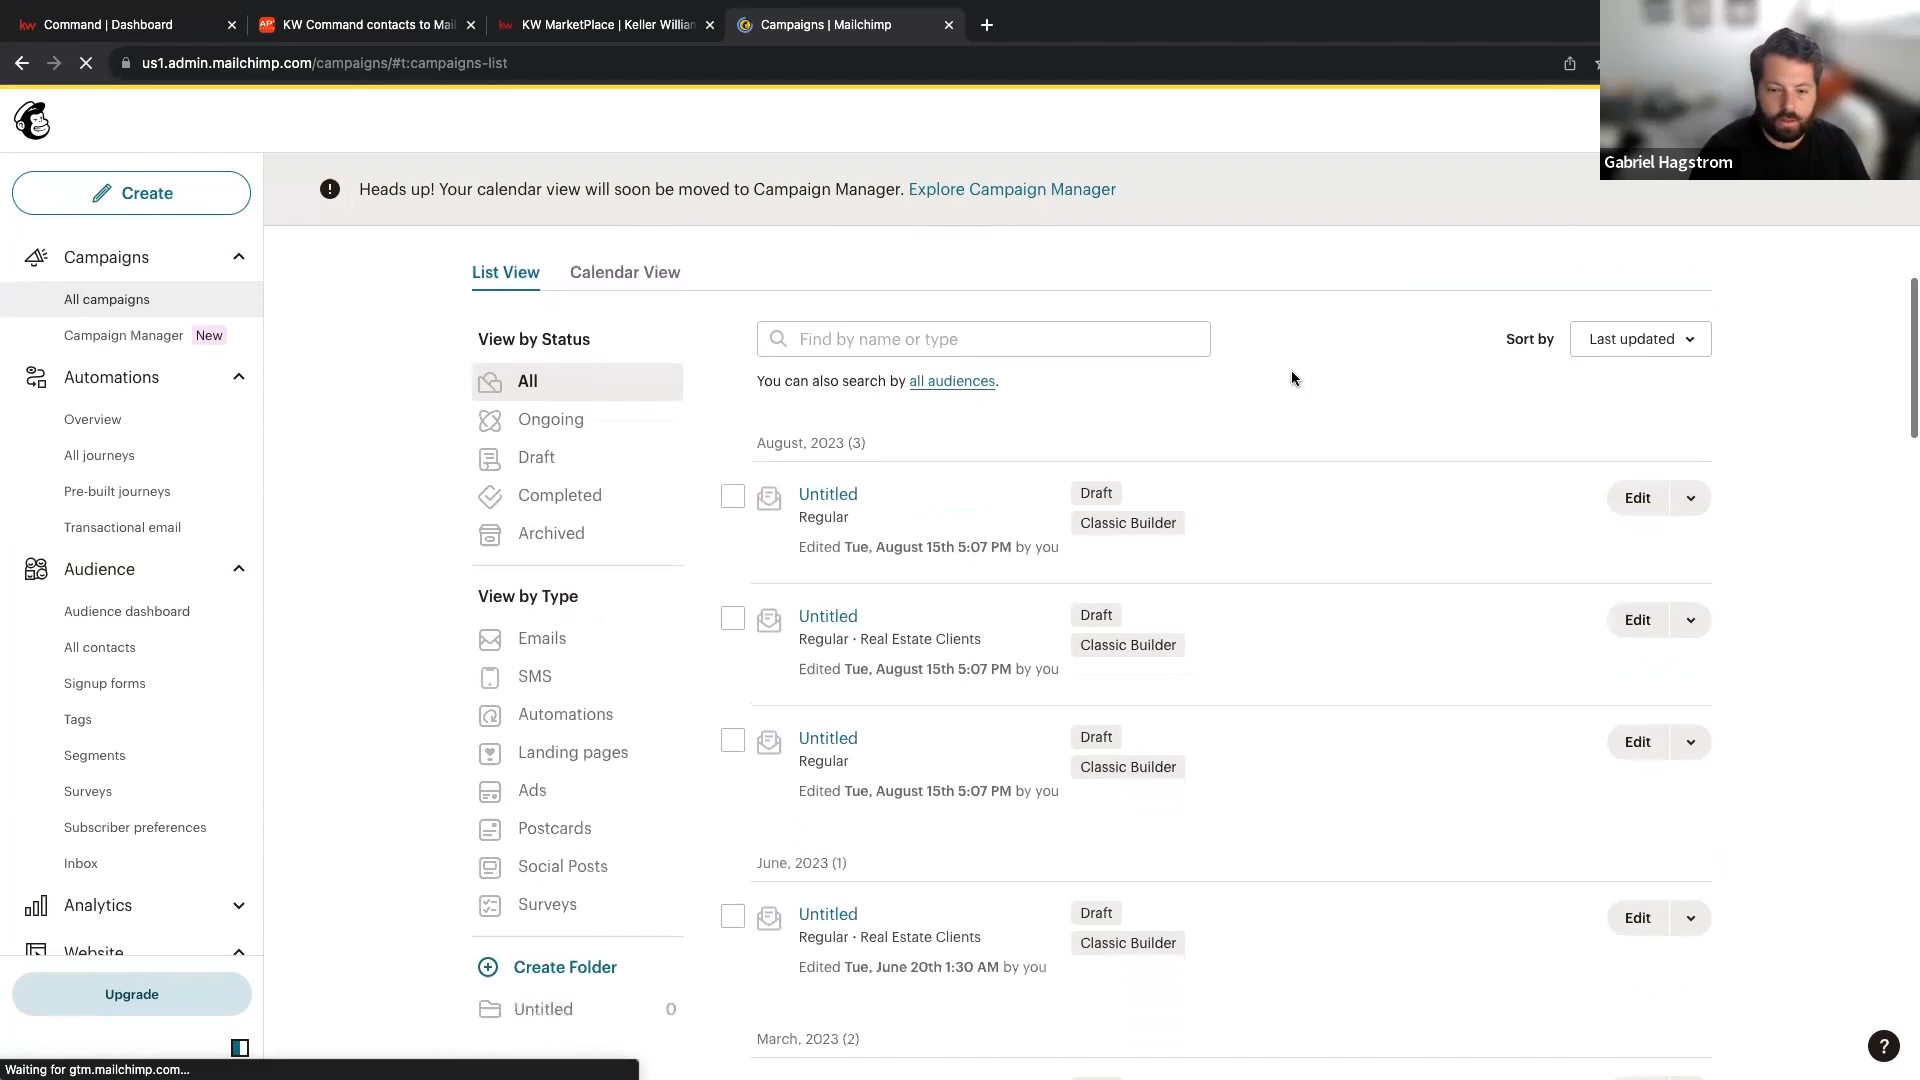 kw Command | Dashboard
KW Command contacts to Mail
kw KW MarketPlace | Keller William
Campaigns | Mailchimp
us1.admin.mailchimp.com/campaigns/#t:campaigns-list
Gabriel Hagstrom
Create
Heads up! Your calendar view will soon be moved to Campaign Manager. Explore Campaign Manager
Campaigns
All campaigns
Campaign Manager New
Automations
Overview
All journeys
Pre-built journeys
Transactional email
Audience
Audience dashboard
All contacts
Signup forms
Tags
Segments
Surveys
Subscriber preferences
Inbox
Analytics
Website
Upgrade
List View Calendar View
View by Status
All
Ongoing
Draft
Completed
Archived
View by Type
Emails
SMS
Automations
Landing pages
Ads
Postcards
Social Posts
Surveys
Create Folder
Untitled 0
Find by name or type
Sort by Last updated
You can also search by all audiences.
August, 2023 (3)
Untitled Draft Edit
Regular Classic Builder
Edited Tue, August 15th 5:07 PM by you
Untitled Draft Edit
Regular · Real Estate Clients Classic Builder
Edited Tue, August 15th 5:07 PM by you
Untitled Draft Edit
Regular Classic Builder
Edited Tue, August 15th 5:07 PM by you
June, 2023 (1)
Untitled Draft Edit
Regular · Real Estate Clients Classic Builder
Edited Tue, June 20th 1:30 AM by you
March, 2023 (2)
?
Waiting for gtm.mailchimp.com...